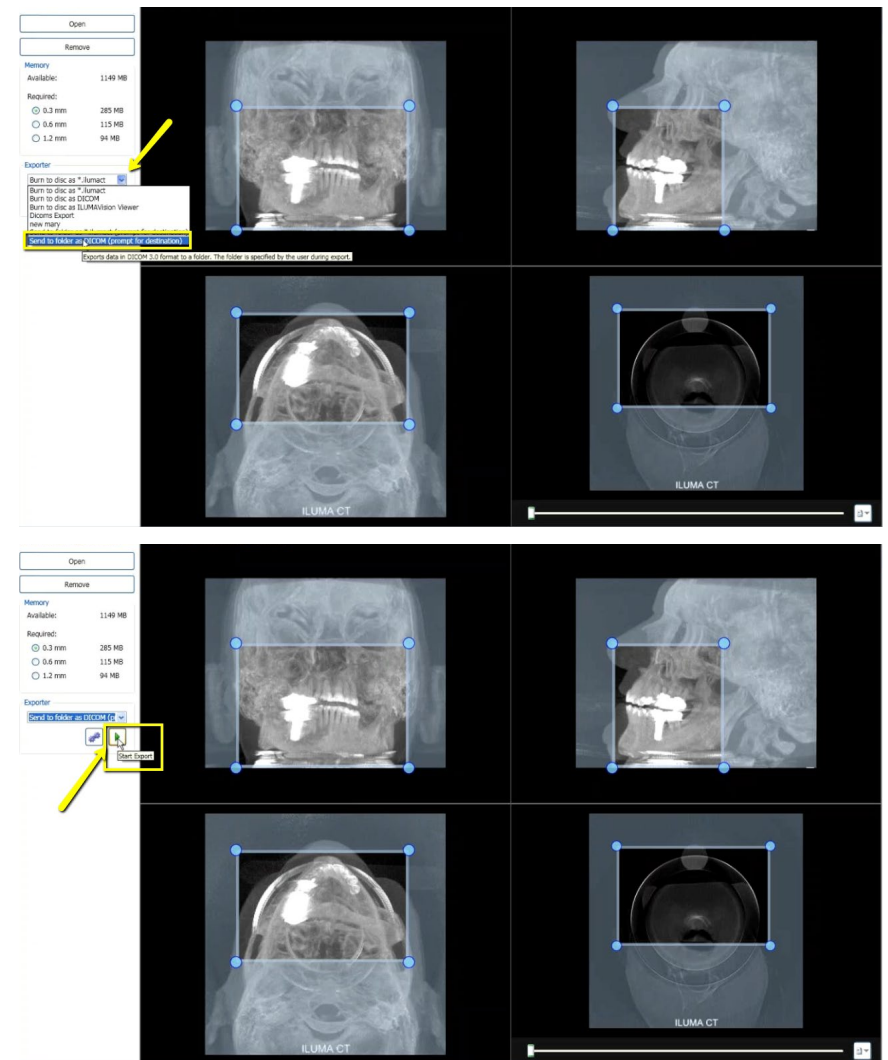 Open
Remove
Memory
Available: 1149 MB
Required:
0.3 mm 285 MB
0.6 mm 115 MB
1.2 mm 94 MB
Exporter
Burn to disc as *.ilumact
Burn to disc as *.ilumact
Burn to disc as DICOM
Burn to disc as ILUMAVision Viewer
Dicoms Export
new mary
Send to folder as DICOM (prompt for destination)
Exports data in DICOM 3.0 format to a folder. The folder is specified by the user during export.
ILUMA CT
ILUMA CT
Open
Remove
Memory
Available: 1149 MB
Required:
0.3 mm 285 MB
0.6 mm 115 MB
1.2 mm 94 MB
Exporter
Send to folder as DICOM (p
Start Export
ILUMA CT
ILUMA CT